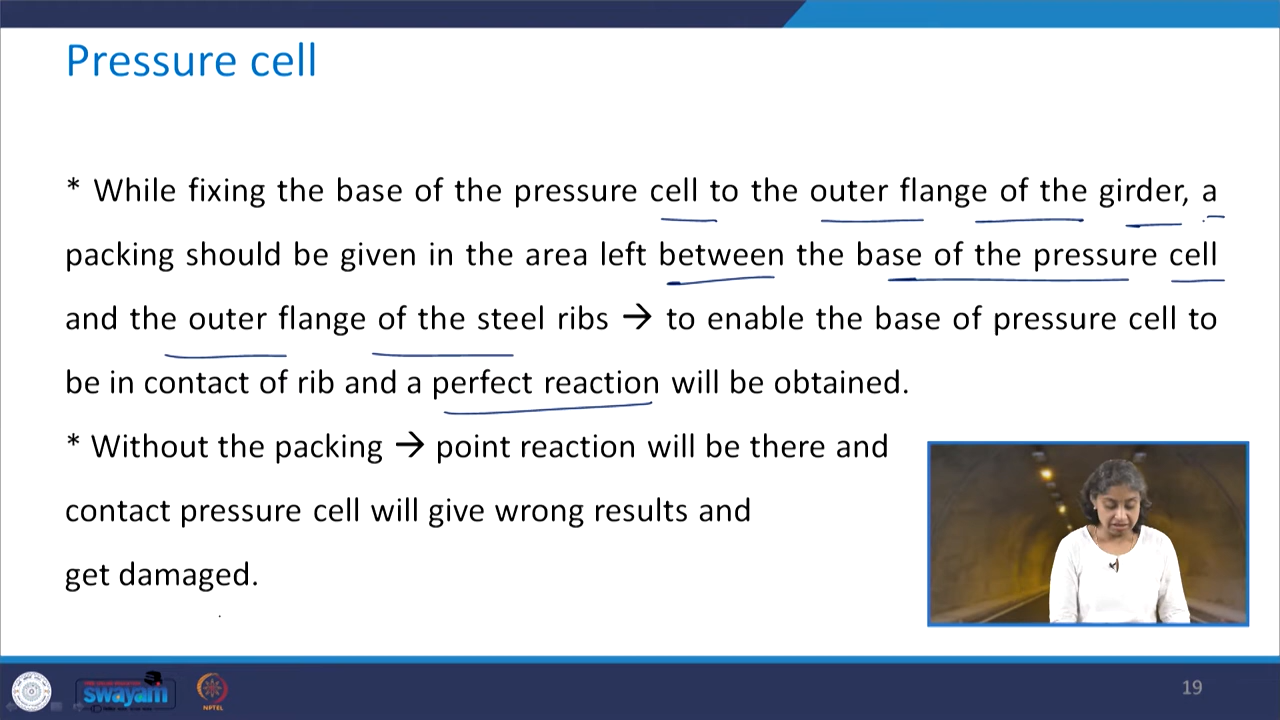 Pressure cell
* While fixing the base of the pressure cell to the outer flange of the girder, a
packing should be given in the area left between the base of the pressure cell
and the outer flange of the steel ribs → to enable the base of pressure cell to
be in contact of rib and a perfect reaction will be obtained.
* Without the packing → point reaction will be there and
contact pressure cell will give wrong results and
get damaged.
swayam
NPTEL
19